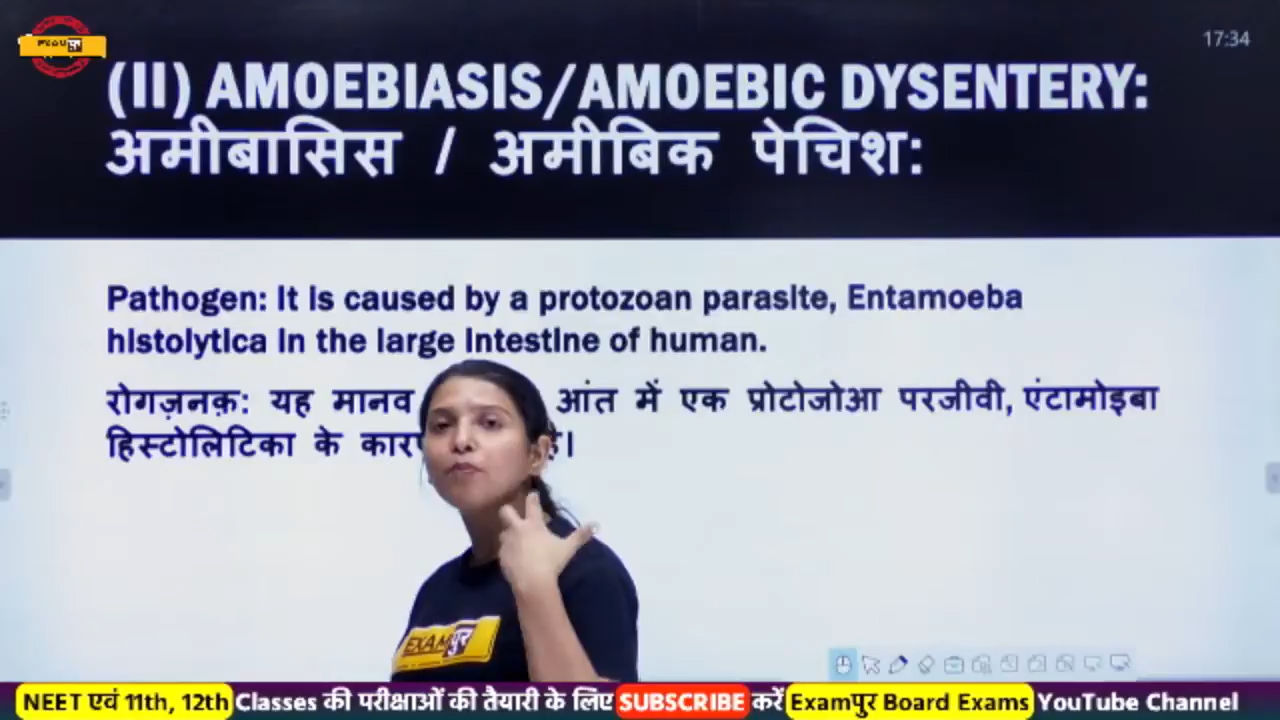 17:34
(II) AMOEBIASIS/AMOEBIC DYSENTERY:
अमीबासिस / अमीबिक पेचिश:
Pathogen: It is caused by a protozoan parasite, Entamoeba
histolytica in the large intestine of human.
रोगज़नक़: यह मानव आंत में एक प्रोटोजोआ परजीवी, एंटामोइबा
हिस्टोलिटिका के
EXAMपुर
NEET एवं 11th, 12th Classes की परीक्षाओं की तैयारी के लिए SUBSCRIBE करें Examपुर Board Exams YouTube Channel